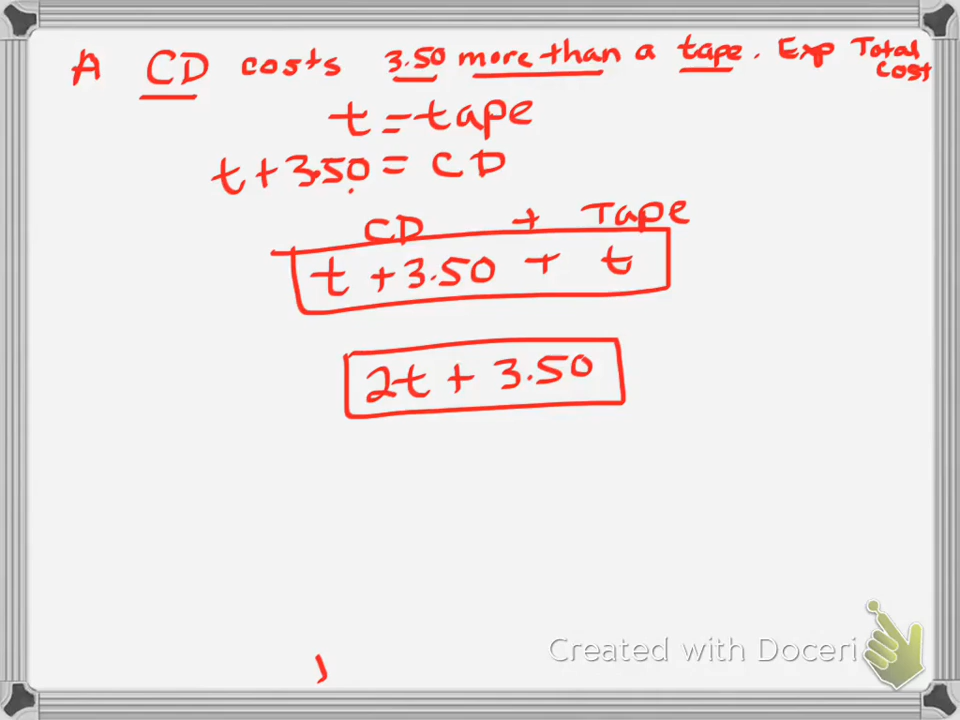 A CD costs 3.50 more than a tape. Exp Total cost
t = tape
t + 3.50 = CD
CD + Tape
t + 3.50 + t
2t + 3.50
Created with Doceri